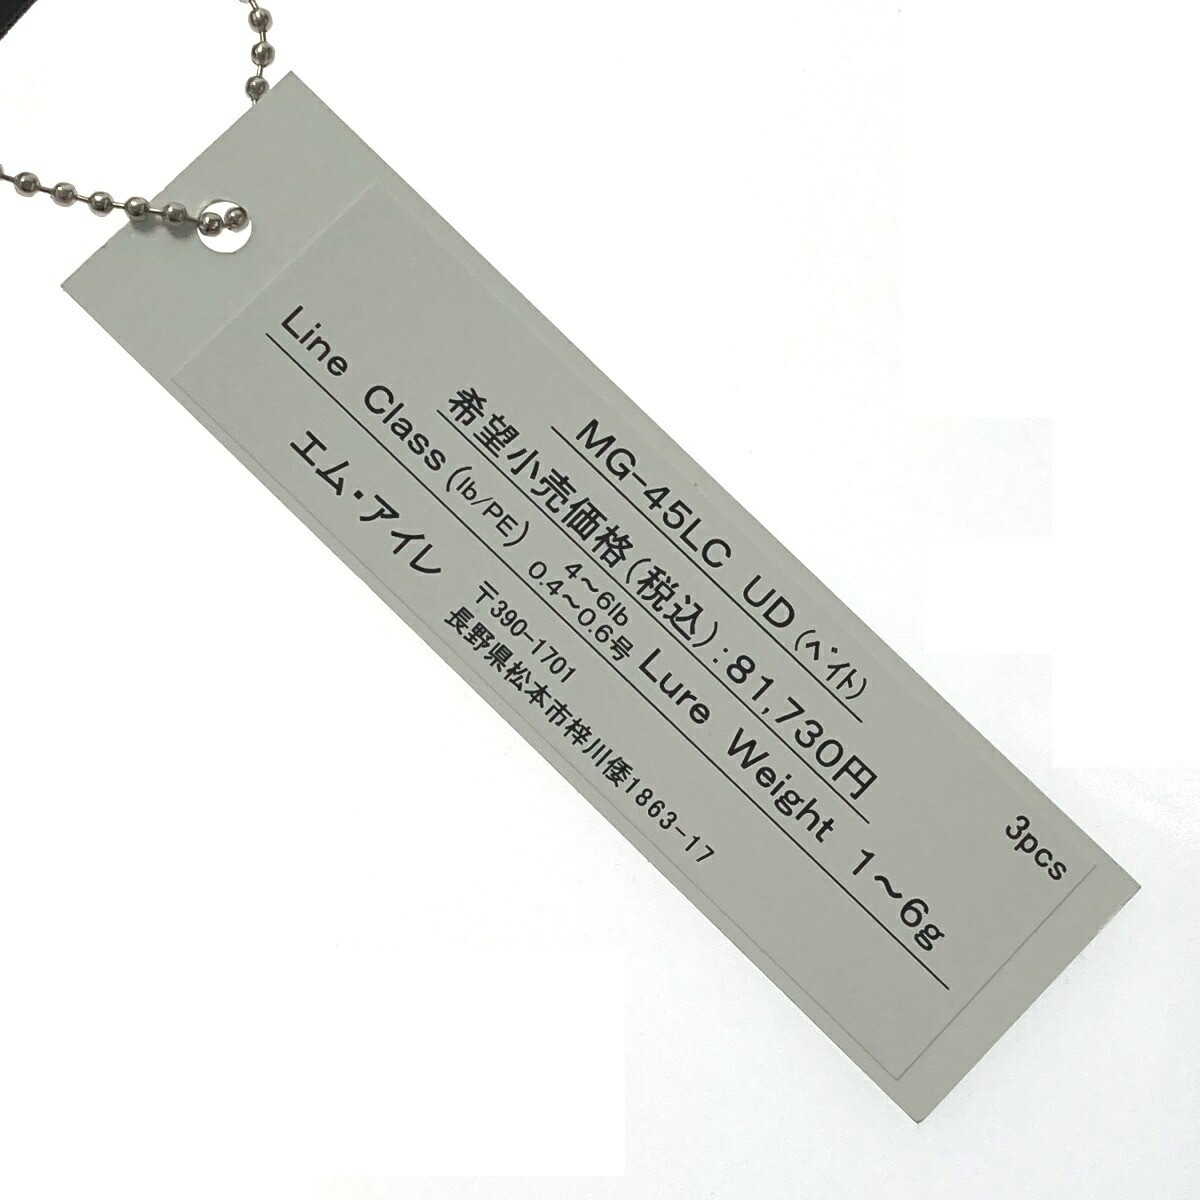 MG-45LC UD(ベイト)
希望小売価格(税込):81,730円
Line Class(lb/PE) 4～6lb 0.4～0.6号 Lure Weight 1～6g
エム・アイレ 〒390-1701
長野県松本市梓川倭1863-17
3pcs